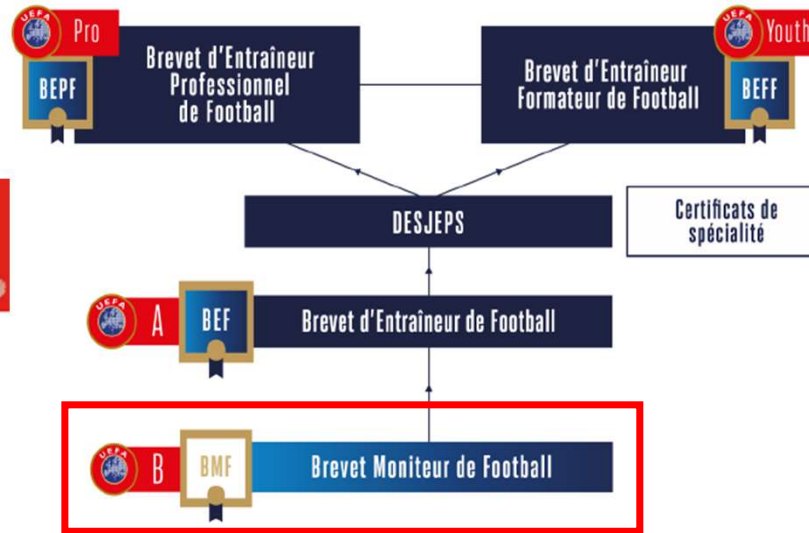 UEFA
Pro
BEPF
Brevet d'Entraîneur
Professionnel
de Football
Brevet d'Entraîneur
Formateur de Football
UEFA
Youth
BEFF
DESJEPS
Certificats de
spécialité
UEFA
A
BEF
Brevet d'Entraîneur de Football
UEFA
B
BMF
Brevet Moniteur de Football